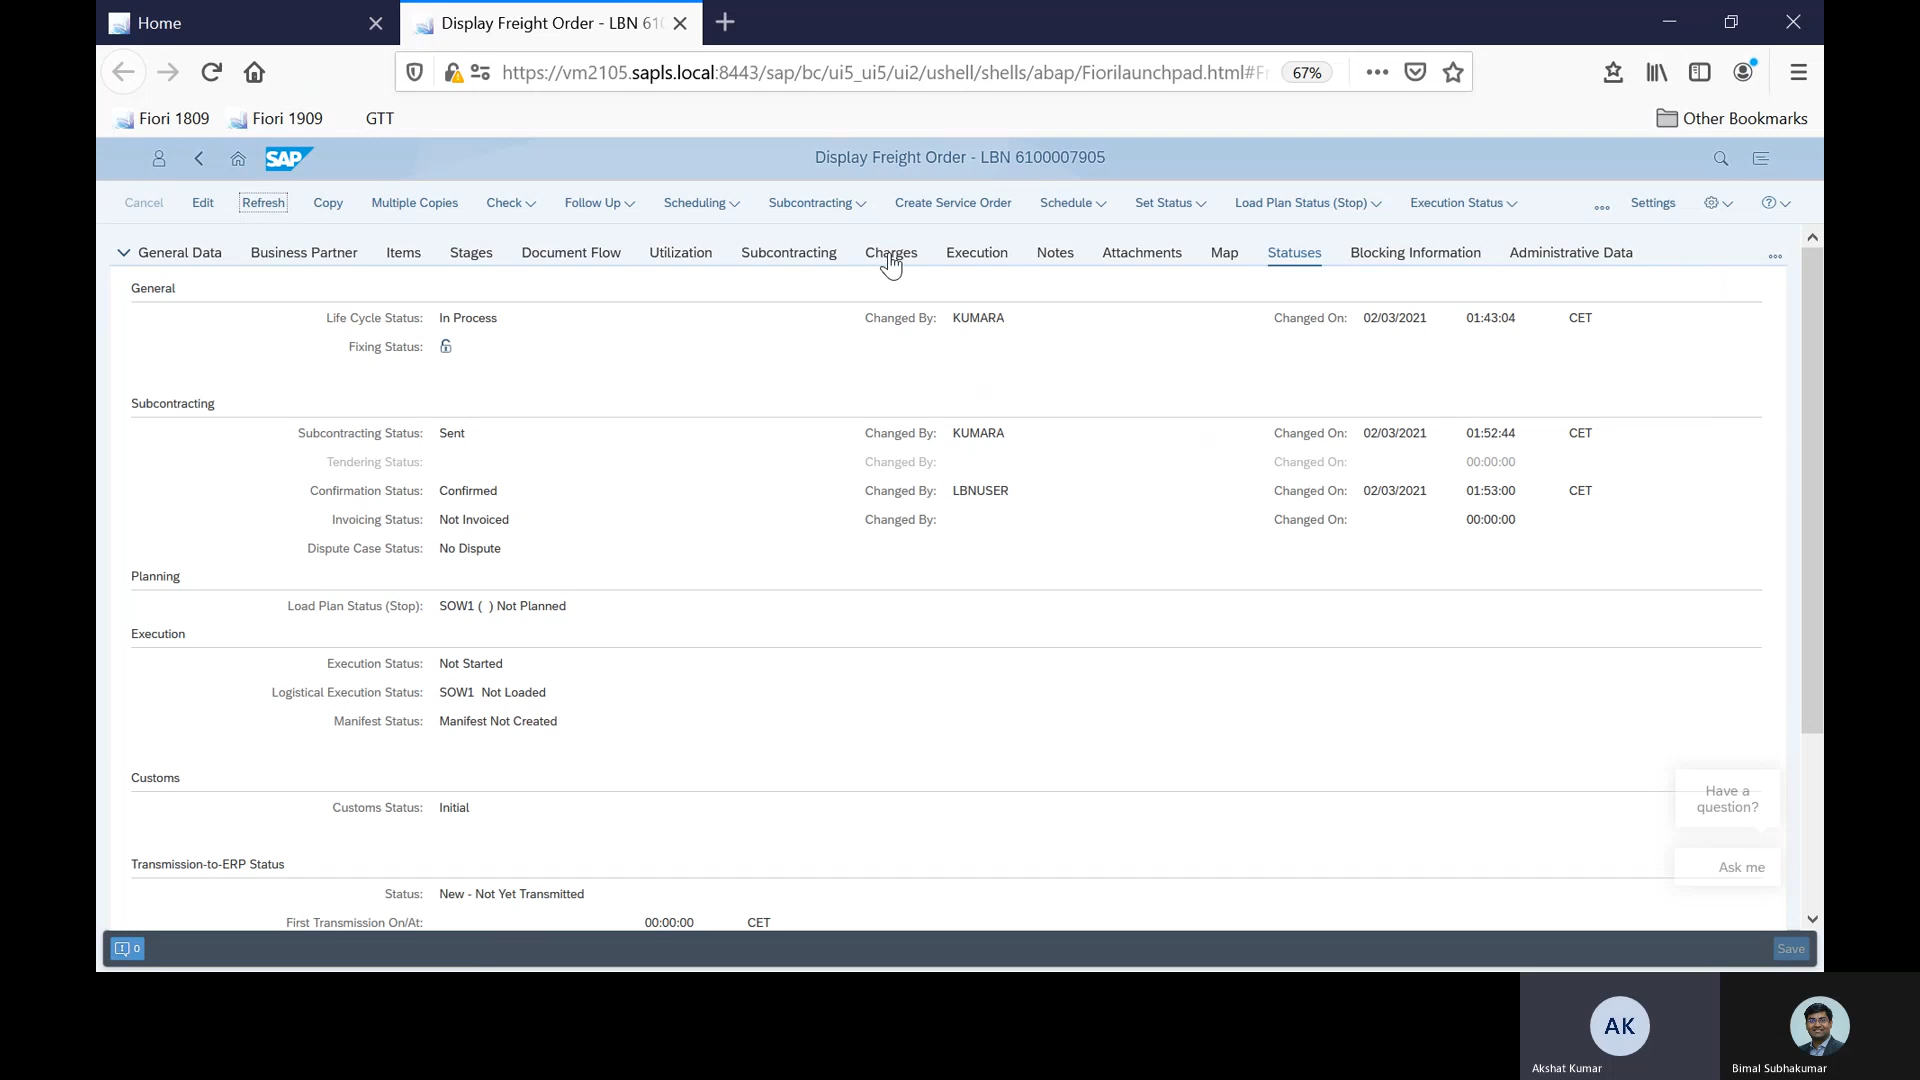 Home
Display Freight Order - LBN 610
https://vm2105.sapls.local:8443/sap/bc/ui5_ui5/ui2/ushell/shells/abap/Fiorilaunchpad.html#Fr 67%
Fiori 1809 Fiori 1909 GTT Other Bookmarks
SAP Display Freight Order - LBN 6100007905
Cancel Edit Refresh Copy Multiple Copies Check Follow Up Scheduling Subcontracting Create Service Order Schedule Set Status Load Plan Status (Stop) Execution Status Settings
General Data Business Partner Items Stages Document Flow Utilization Subcontracting Charges Execution Notes Attachments Map Statuses Blocking Information Administrative Data
General
Life Cycle Status: In Process Changed By: KUMARA Changed On: 02/03/2021 01:43:04 CET
Fixing Status:
Subcontracting
Subcontracting Status: Sent Changed By: KUMARA Changed On: 02/03/2021 01:52:44 CET
Tendering Status: Changed By: Changed On: 00:00:00
Confirmation Status: Confirmed Changed By: LBNUSER Changed On: 02/03/2021 01:53:00 CET
Invoicing Status: Not Invoiced Changed By: Changed On: 00:00:00
Dispute Case Status: No Dispute
Planning
Load Plan Status (Stop): SOW1 ( ) Not Planned
Execution
Execution Status: Not Started
Logistical Execution Status: SOW1 Not Loaded
Manifest Status: Manifest Not Created
Customs
Customs Status: Initial
Have a
question?
Ask me
Transmission-to-ERP Status
Status: New - Not Yet Transmitted
First Transmission On/At: 00:00:00 CET
0 Save
AK
Akshat Kumar Bimal Subhakumar